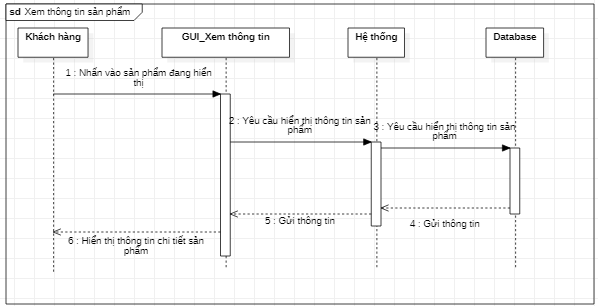 sd Xem thông tin sản phẩm
Khách hàng
GUI_Xem thông tin
Hệ thống
Database
1 : Nhấn vào sản phẩm đang hiển
thị
2 : Yêu cầu hiển thị thông tin sản
phẩm
3 : Yêu cầu hiển thị thông tin sản
phẩm
4 : Gửi thông tin
5 : Gửi thông tin
6 : Hiển thị thông tin chi tiết sản
phẩm